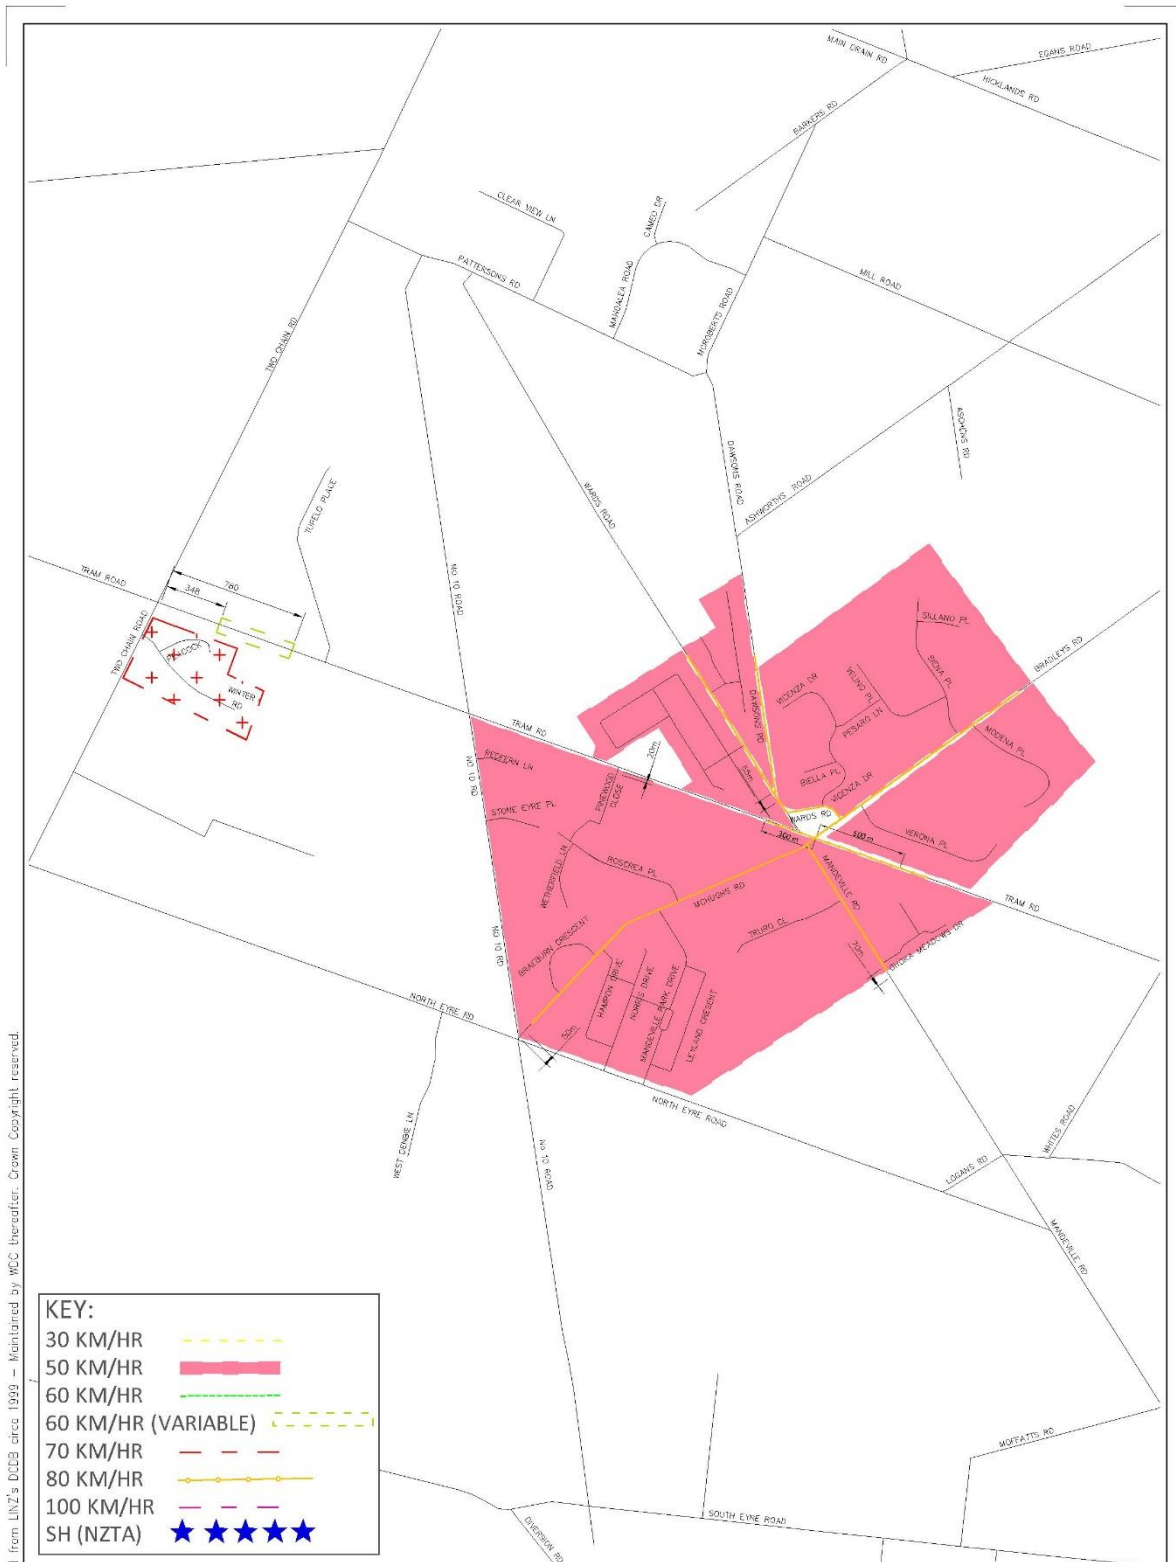 MAIN DRAIN RD
EGANS ROAD
HICKLANDS RD
BARKERS RD
CLEAR VIEW LN
CAMEO DR
PATTERSONS RD
MANDALEA ROAD
MCROBERTS ROAD
MILL ROAD
TWO CHAIN RD
ASCHENS RD
DAWSONS ROAD
ASHWORTHS ROAD
WARDS ROAD
TUPELO PLACE
NO 10 ROAD
TRAM ROAD
780
348
TWO CHAIN ROAD
PEACOCK
WINTER
RD
SILLANO PL
SIENA PL
BRADLEYS RD
VELINO PL
VICENZA DR
PESARO LN
DAWSONS RD
MODENA PL
TRAM RD
20m
REDFERN LN
NO 10 RD
PINEWOOD
CLOSE
BIELLA PL
VICENZA DR
STONE EYRE PL
WARDS RD
360 m
500 m
VERONA PL
ROSCREA PL
WETHERFIELD LN
MCHUGHS RD
MANDEVILLE RD
TRAM RD
TRURO CL
NO 10 RD
BRAEBURN CRESCENT
70m
HAMPON DRIVE
NORRIS DRIVE
MANDEVILLE PARK DRIVE
LEYLAND CRESENT
NORTH EYRE RD
50m
NORTH EYRE ROAD
WEST DENBIE LN
No 10 ROAD
WHITES ROAD
LOGANS RD
MANDEVILLE RD
MOFFATTS RD
SOUTH EYRE ROAD
DIVERSION RD
KEY:
30 KM/HR
50 KM/HR
60 KM/HR
60 KM/HR (VARIABLE)
70 KM/HR
80 KM/HR
100 KM/HR
SH (NZTA)
from LINZ's DCDB circa 1999 - Maintained by WDC thereafter. Crown Copyright reserved.